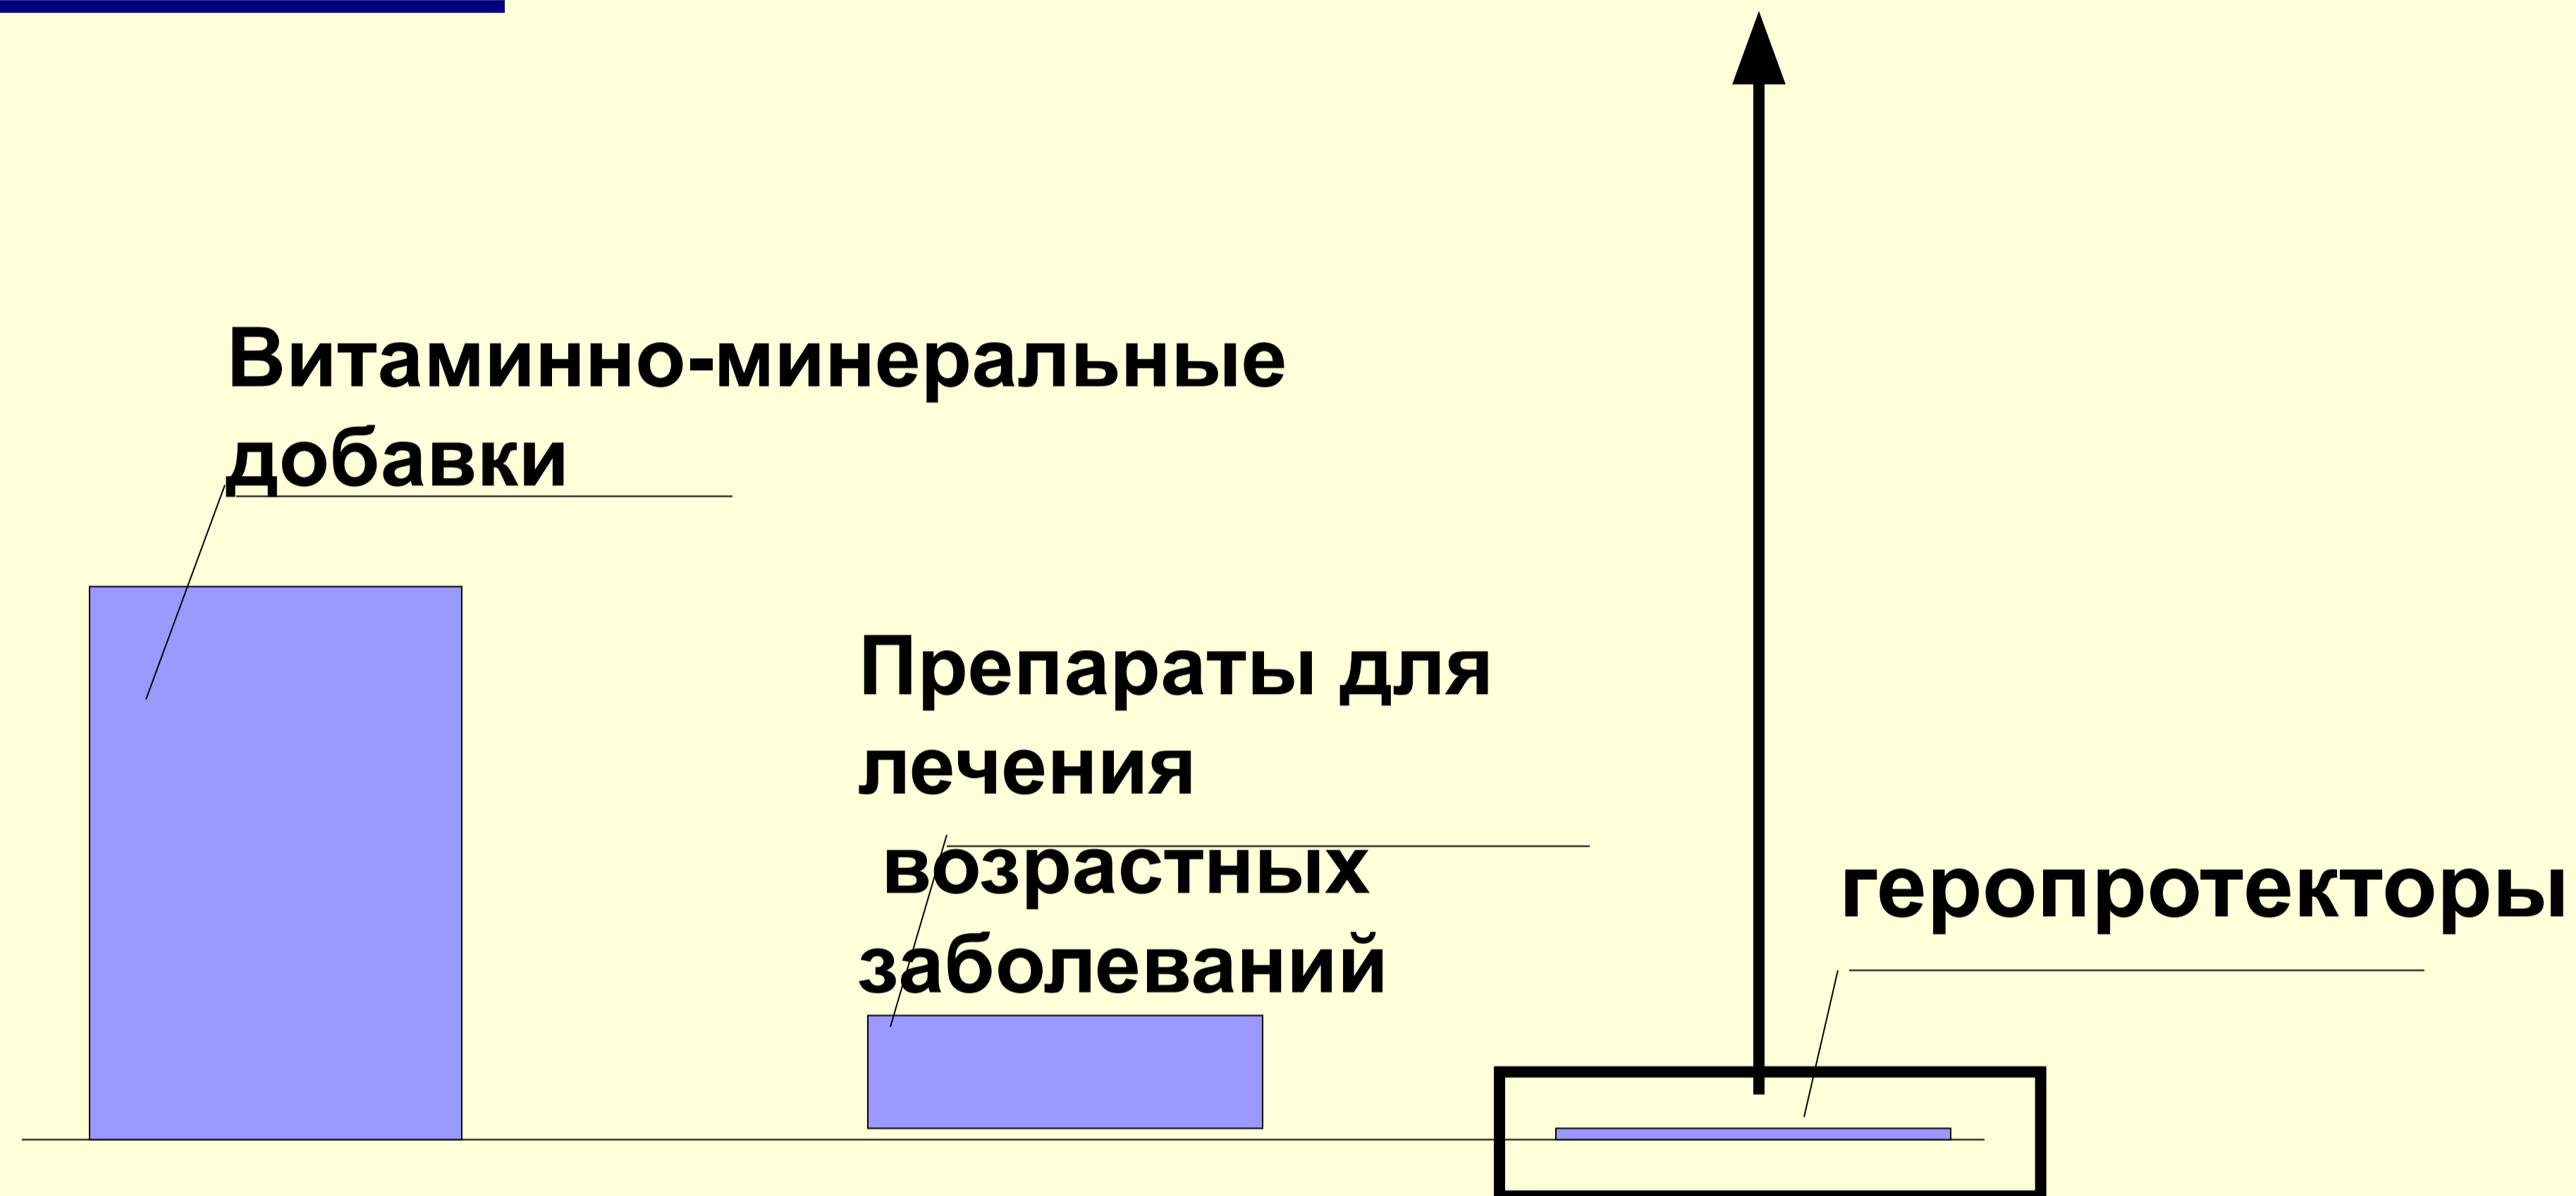 Витаминно-минеральные
добавки
Препараты для
лечения
возрастных
заболеваний
геропротекторы